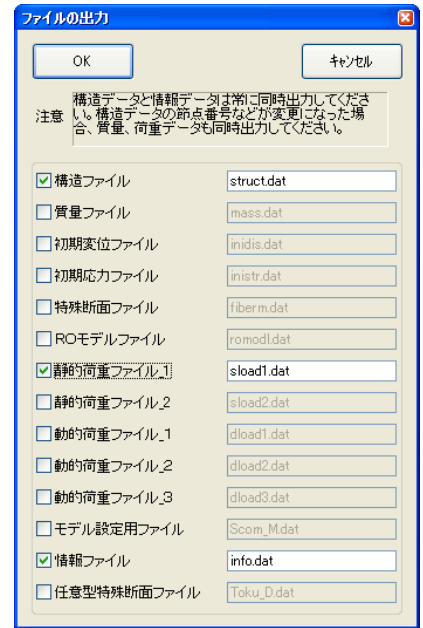 ファイルの出力
OK
キャンセル
注意
構造データと情報データは常に同時出力してくださ
い。構造データの節点番号などが変更になった場
合、質量、荷重データも同時出力してください。
構造ファイル struct.dat
質量ファイル mass.dat
初期変位ファイル inidis.dat
初期応力ファイル inistr.dat
特殊断面ファイル fiberm.dat
ROモデルファイル romodl.dat
静的荷重ファイル_1 sload1.dat
静的荷重ファイル_2 sload2.dat
動的荷重ファイル_1 dload1.dat
動的荷重ファイル_2 dload2.dat
動的荷重ファイル_3 dload3.dat
モデル設定用ファイル Scom_M.dat
情報ファイル info.dat
任意型特殊断面ファイル Toku_D.dat